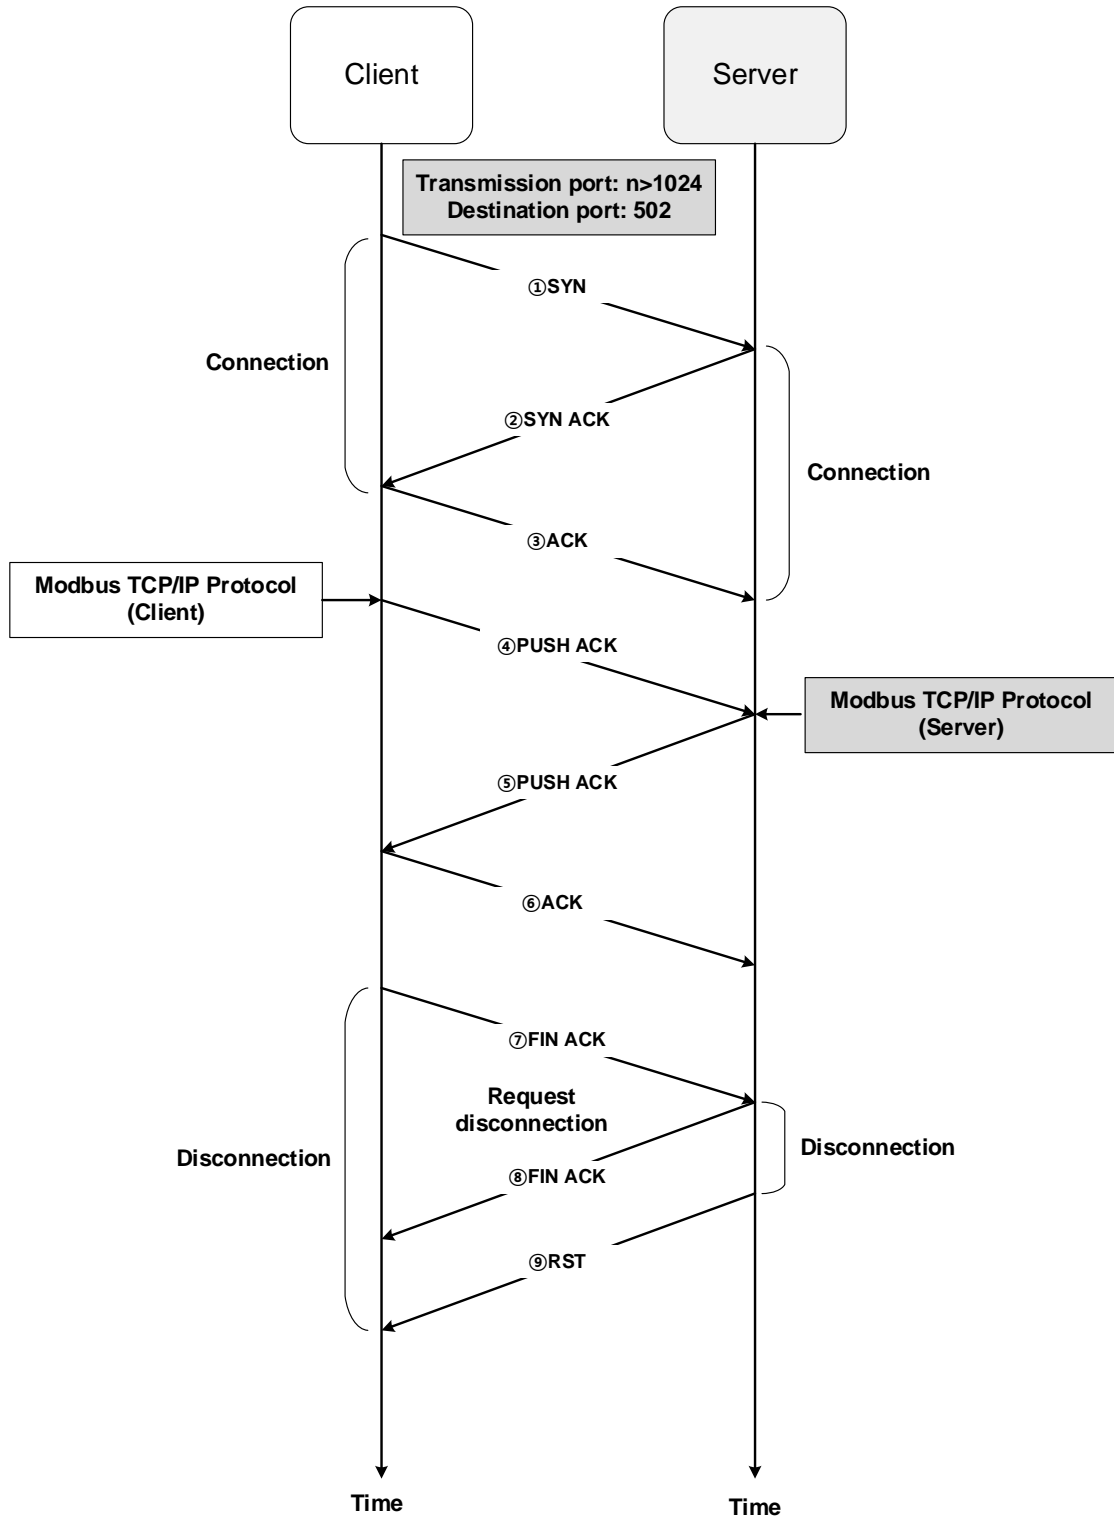 Client
Server
Transmission port: n>1024
Destination port: 502
①SYN
Connection
②SYN ACK
Connection
③ACK
Modbus TCP/IP Protocol
(Client)
④PUSH ACK
Modbus TCP/IP Protocol
(Server)
⑤PUSH ACK
⑥ACK
⑦FIN ACK
Request
disconnection
Disconnection
Disconnection
⑧FIN ACK
⑨RST
Time
Time